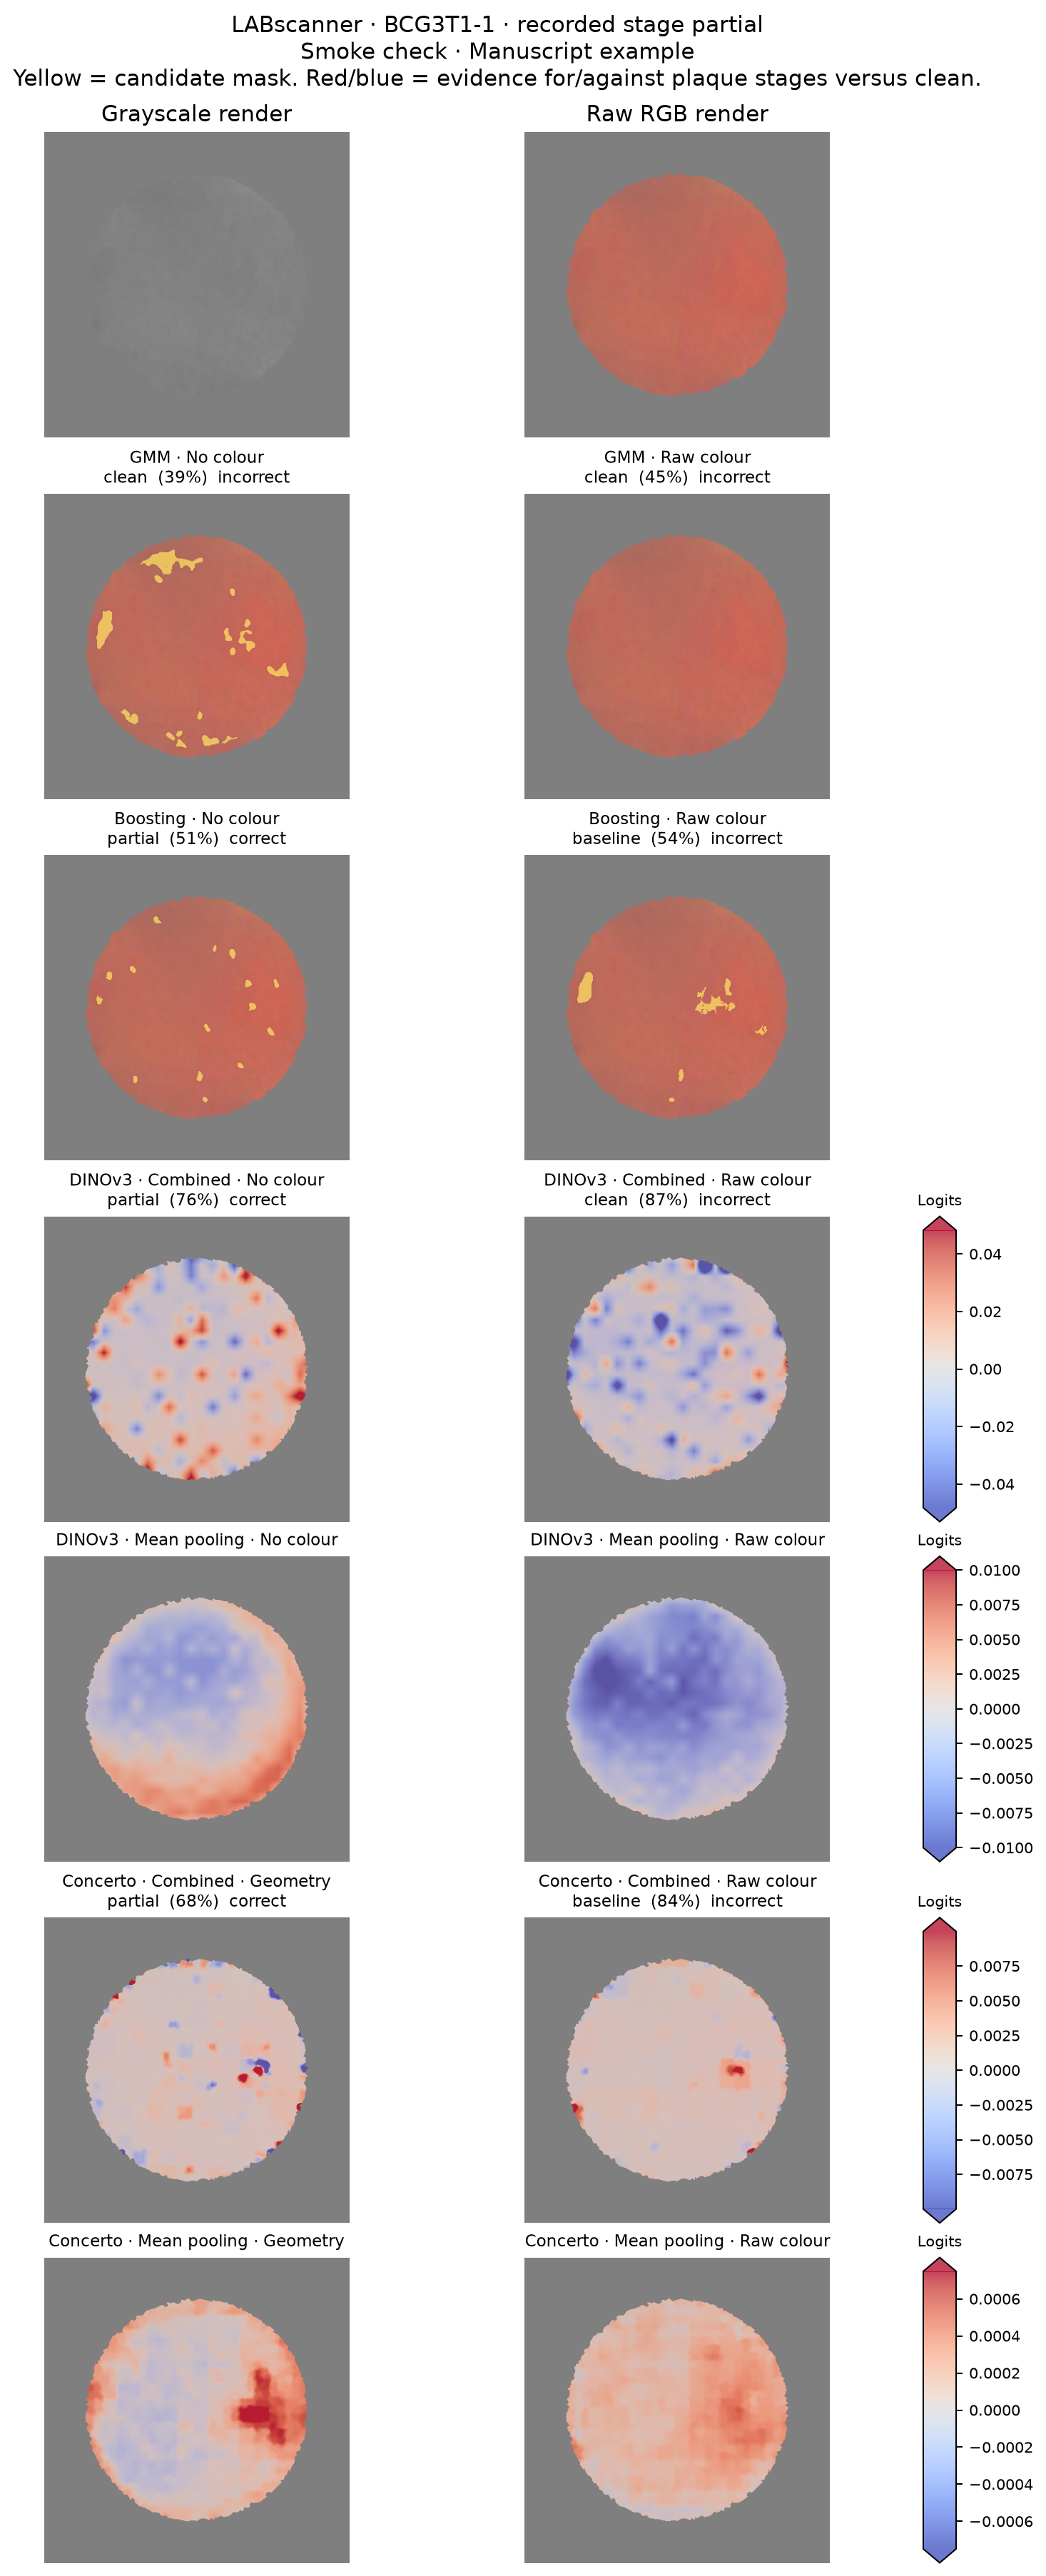 LABscanner · BCG3T1-1 · recorded stage partial
Smoke check · Manuscript example
Yellow = candidate mask. Red/blue = evidence for/against plaque stages versus clean.
Grayscale render
Raw RGB render
GMM · No colour
clean (39%) incorrect
GMM · Raw colour
clean (45%) incorrect
Boosting · No colour
partial (51%) correct
Boosting · Raw colour
baseline (54%) incorrect
DINOv3 · Combined · No colour
partial (76%) correct
DINOv3 · Combined · Raw colour
clean (87%) incorrect
Logits
0.04
0.02
0.00
−0.02
−0.04
DINOv3 · Mean pooling · No colour
DINOv3 · Mean pooling · Raw colour
Logits
0.0100
0.0075
0.0050
0.0025
0.0000
−0.0025
−0.0050
−0.0075
−0.0100
Concerto · Combined · Geometry
partial (68%) correct
Concerto · Combined · Raw colour
baseline (84%) incorrect
Logits
0.0075
0.0050
0.0025
0.0000
−0.0025
−0.0050
−0.0075
Concerto · Mean pooling · Geometry
Concerto · Mean pooling · Raw colour
Logits
0.0006
0.0004
0.0002
0.0000
−0.0002
−0.0004
−0.0006